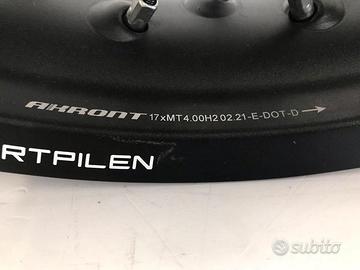 AKRONT 17xMT4.00H2 02.21-E-DOT-D→
RTPILEN
subito